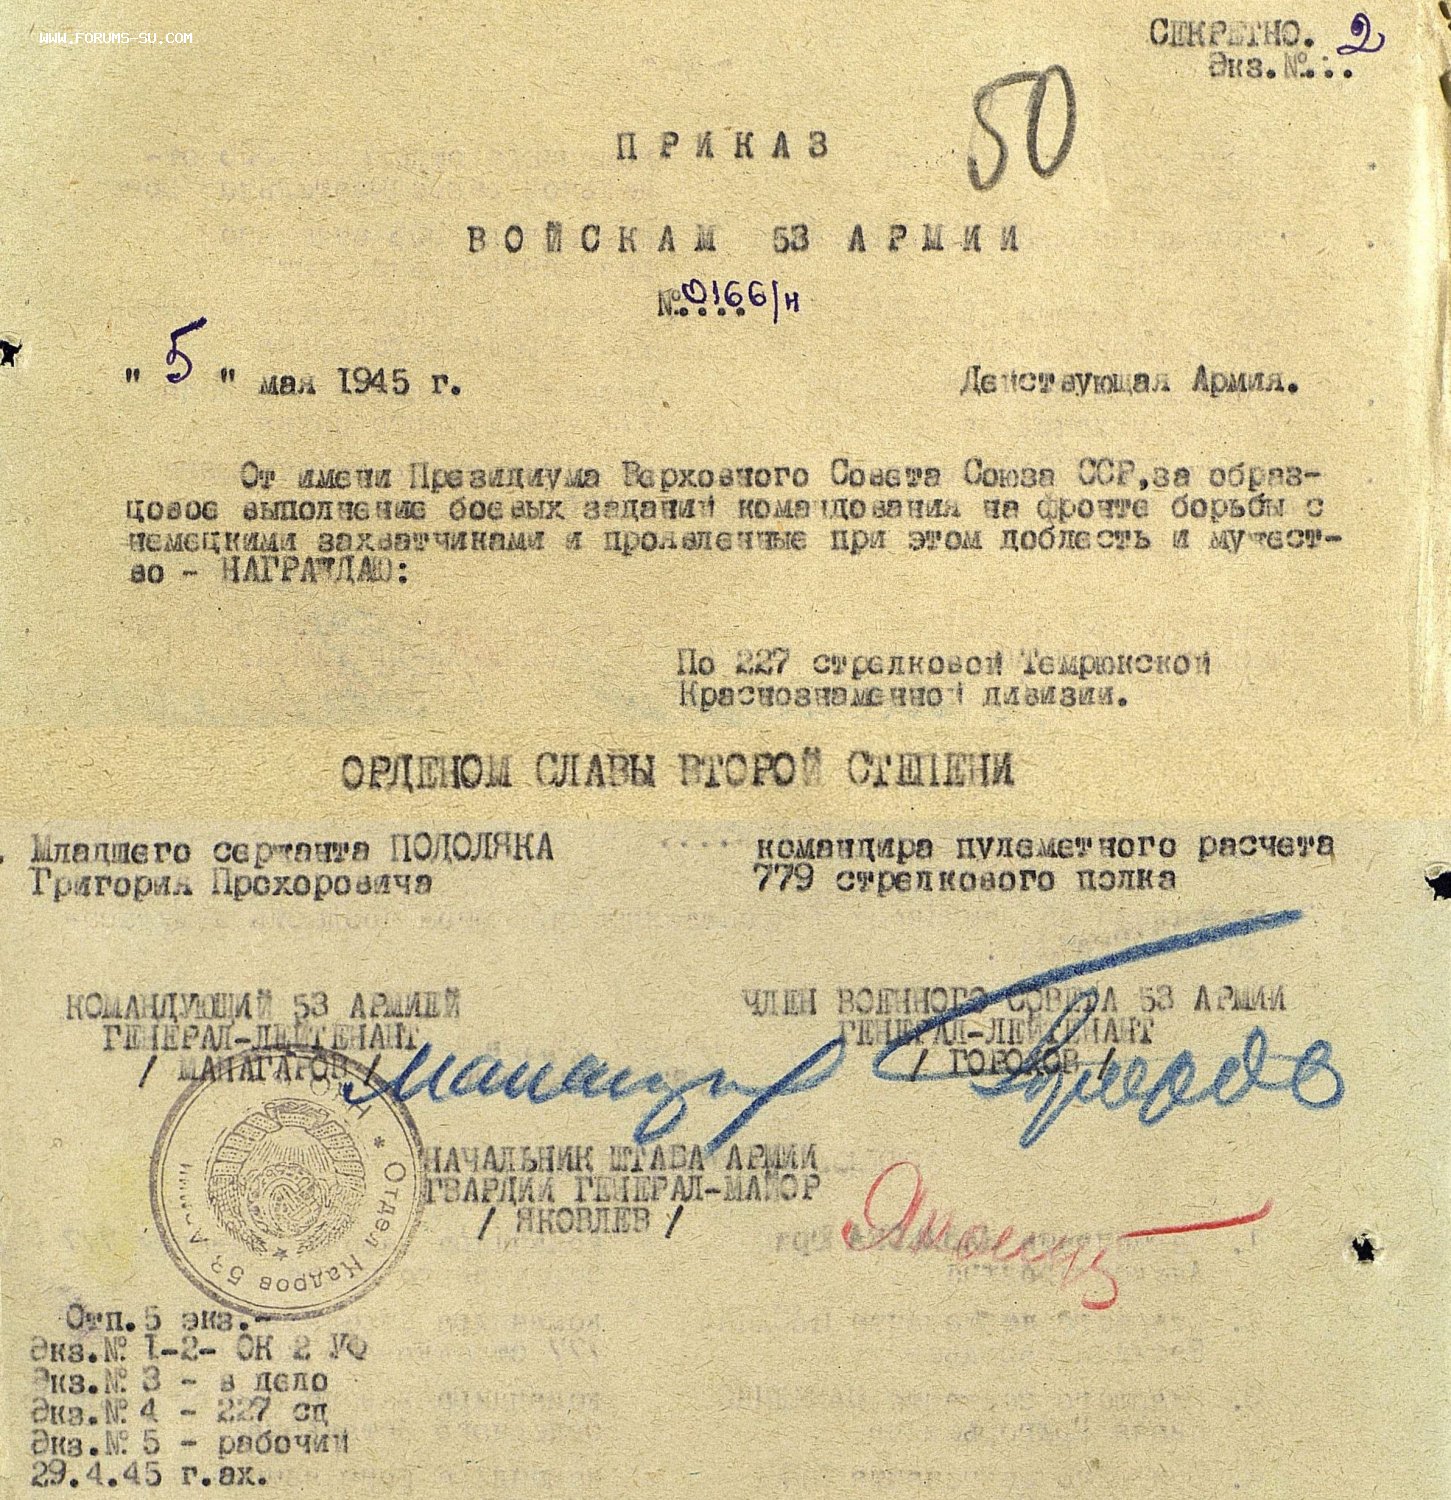 WWW.FORUMS-SU.COM
СЕКРЕТНО.
Экз.№... 2
50
ПРИКАЗ
ВОЙСКАМ 53 АРМИИ
№ 0166/н
" 5 " мая 1945 г. Действующая Армия.
От имени Президиума Верховного Совета Союза ССР, за образ-
цовое выполнение боевых заданий командования на фронте борьбы с
немецкими захватчиками и проявленные при этом доблесть и мужест-
во - НАГРАЖДАЮ:
По 227 стрелковой Темрюкской
Краснознаменной дивизии.
ОРДЕНОМ СЛАВЫ ВТОРОЙ СТЕПЕНИ
Младшего сержанта ПОДОЛЯКА командира пулеметного расчета
Григория Прохоровича 779 стрелкового полка
КОМАНДУЮЩИЙ 53 АРМИЕЙ ЧЛЕН ВОЕННОГО СОВЕТА 53 АРМИИ
ГЕНЕРАЛ-ЛЕЙТЕНАНТ ГЕНЕРАЛ-ЛЕЙТЕНАНТ
/ МАНАГАРОВ / / ГОРОХОВ /
НАЧАЛЬНИК ШТАБА АРМИИ
ГВАРДИИ ГЕНЕРАЛ-МАЙОР
/ ЯКОВЛЕВ /
Отдел Кадров 53 Армии
НКО
Отп.5 экз.-
Экз.№ 1-2- ОК 2 УФ
Экз.№ 3 - в дело
Экз.№ 4 - 227 сд
Экз.№ 5 - рабочий
29.4.45 г.ах.